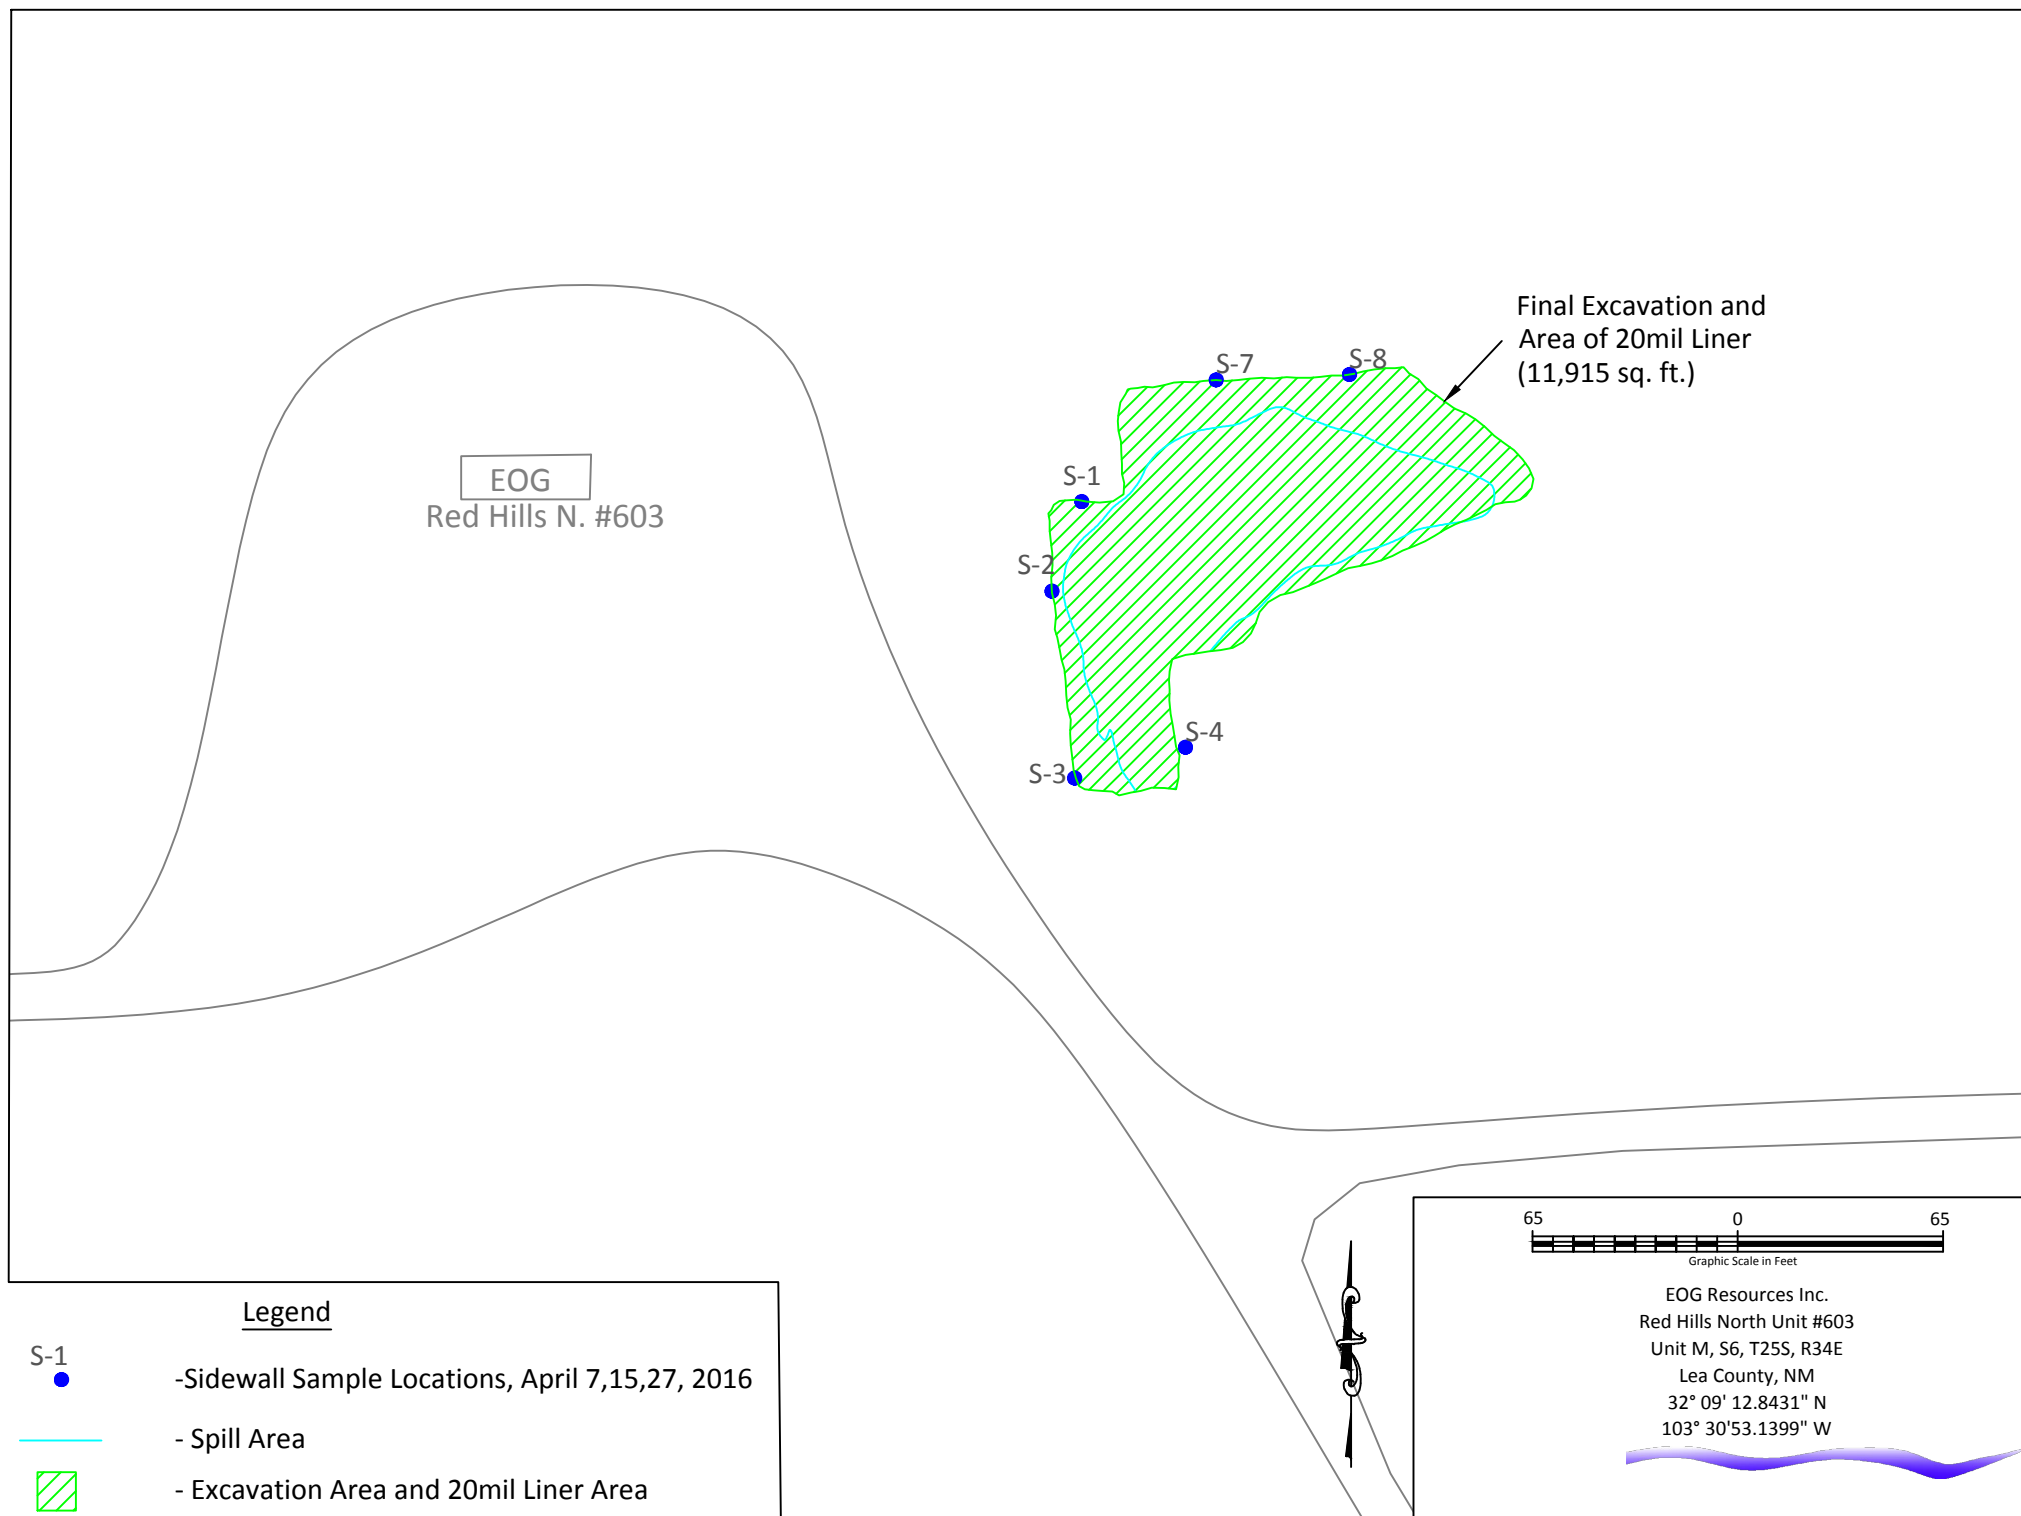 Final Excavation and
Area of 20mil Liner
(11,915 sq. ft.)
S-7
S-8
S-1
EOG
Red Hills N. #603
S-2
S-4
S-3
65 0 65
Graphic Scale in Feet
EOG Resources Inc.
Red Hills North Unit #603
Unit M, S6, T25S, R34E
Lea County, NM
32° 09' 12.8431" N
103° 30'53.1399" W
Legend
S-1
-Sidewall Sample Locations, April 7,15,27, 2016
- Spill Area
- Excavation Area and 20mil Liner Area